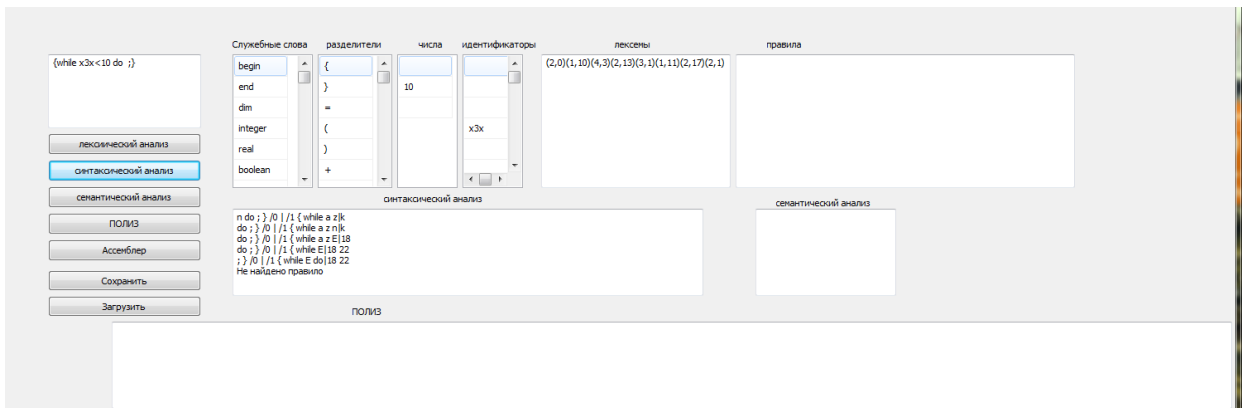 Служебные слова разделители числа идентификаторы лексемы правила
{while x3x<10 do ;}
begin
end
dim
integer
real
boolean
{
}
=
(
)
+
10
x3x
(2,0)(1,10)(4,3)(2,13)(3,1)(1,11)(2,17)(2,1)
лексический анализ
синтаксический анализ
семантический анализ
ПОЛИЗ
Ассемблер
Сохранить
Загрузить
синтаксический анализ
семантический анализ
n do ; } /0 | /1 { while a z|k
do ; } /0 | /1 { while a z n|k
do ; } /0 | /1 { while a z E|18
do ; } /0 | /1 { while E|18 22
; } /0 | /1 { while E do|18 22
Не найдено правило
ПОЛИЗ